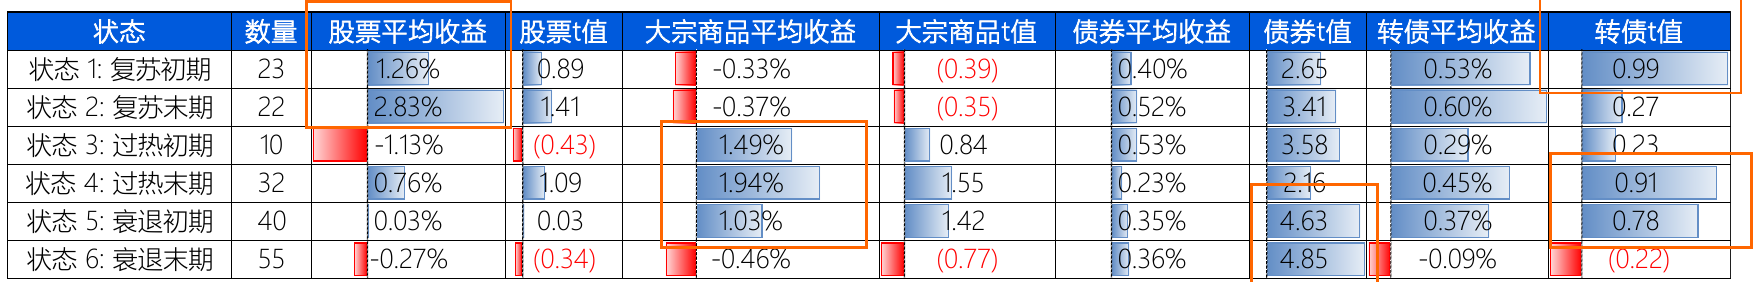 状态 数量 股票平均收益 股票t值 大宗商品平均收益 大宗商品t值 债券平均收益 债券t值 转债平均收益 转债t值
状态 1: 复苏初期 23 1.26% 0.89 -0.33% (0.39) 0.40% 2.65 0.53% 0.99
状态 2: 复苏末期 22 2.83% 1.41 -0.37% (0.35) 0.52% 3.41 0.60% 0.27
状态 3: 过热初期 10 -1.13% (0.43) 1.49% 0.84 0.53% 3.58 0.29% 0.23
状态 4: 过热末期 32 0.76% 1.09 1.94% 1.55 0.23% 2.16 0.45% 0.91
状态 5: 衰退初期 40 0.03% 0.03 1.03% 1.42 0.35% 4.63 0.37% 0.78
状态 6: 衰退末期 55 -0.27% (0.34) -0.46% (0.77) 0.36% 4.85 -0.09% (0.22)